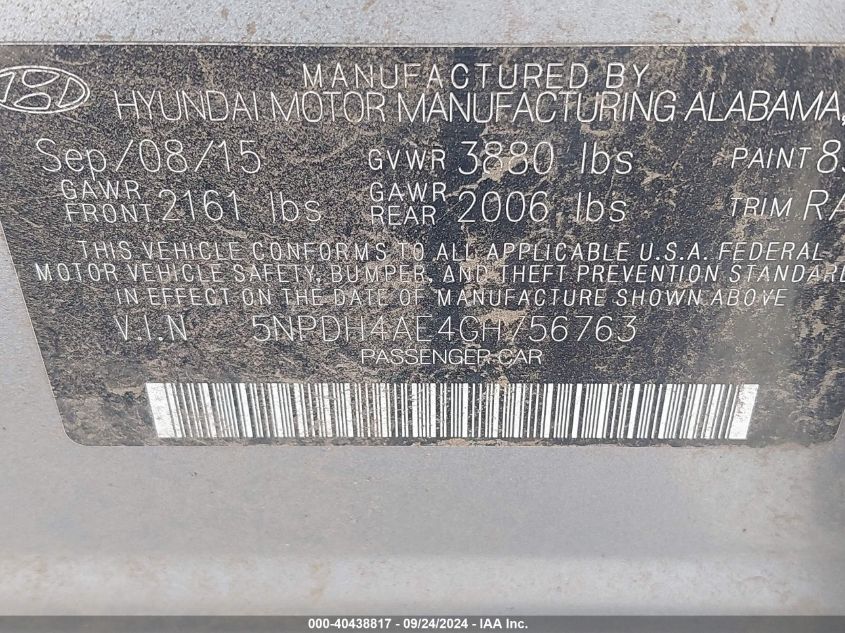 MANUFACTURED BY
HYUNDAI MOTOR MANUFACTURING ALABAMA,
Sep/08/15 GVWR 3880 lbs PAINT 8
GAWR FRONT 2161 lbs GAWR REAR 2006 lbs TRIM RA
THIS VEHICLE CONFORMS TO ALL APPLICABLE U.S.A. FEDERAL
MOTOR VEHICLE SAFETY, BUMPER, AND THEFT PREVENTION STANDARD
IN EFFECT ON THE DATE OF MANUFACTURE SHOWN ABOVE
V.I.N 5NPDH4AE4GH756763
PASSENGER CAR
000-40438817 - 09/24/2024 - IAA Inc.